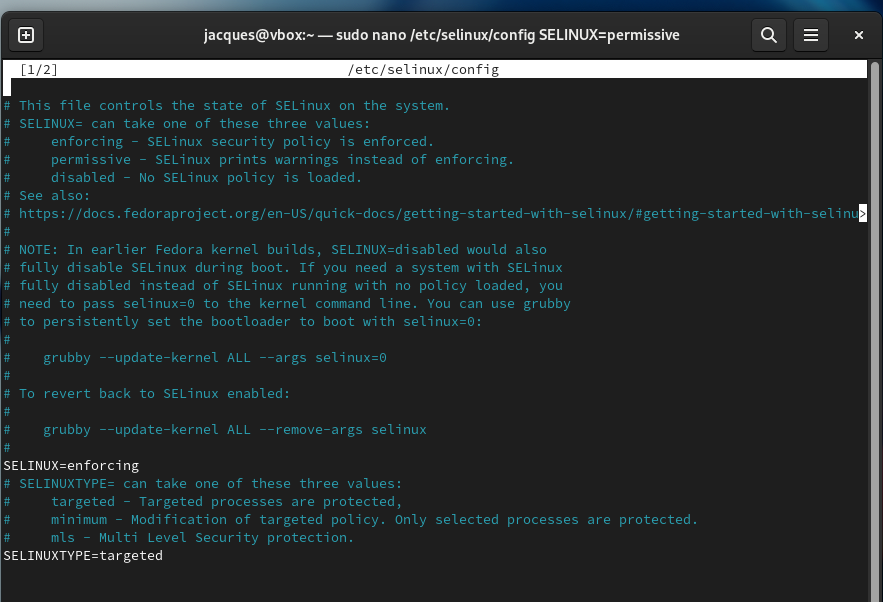 jacques@vbox:~ — sudo nano /etc/selinux/config SELINUX=permissive
[1/2] /etc/selinux/config
# This file controls the state of SELinux on the system.
# SELINUX= can take one of these three values:
#     enforcing - SELinux security policy is enforced.
#     permissive - SELinux prints warnings instead of enforcing.
#     disabled - No SELinux policy is loaded.
# See also:
# https://docs.fedoraproject.org/en-US/quick-docs/getting-started-with-selinux/#getting-started-with-selinu>
#
# NOTE: In earlier Fedora kernel builds, SELINUX=disabled would also
# fully disable SELinux during boot. If you need a system with SELinux
# fully disabled instead of SELinux running with no policy loaded, you
# need to pass selinux=0 to the kernel command line. You can use grubby
# to persistently set the bootloader to boot with selinux=0:
#
#    grubby --update-kernel ALL --args selinux=0
#
# To revert back to SELinux enabled:
#
#    grubby --update-kernel ALL --remove-args selinux
#
SELINUX=enforcing
# SELINUXTYPE= can take one of these three values:
#     targeted - Targeted processes are protected,
#     minimum - Modification of targeted policy. Only selected processes are protected.
#     mls - Multi Level Security protection.
SELINUXTYPE=targeted